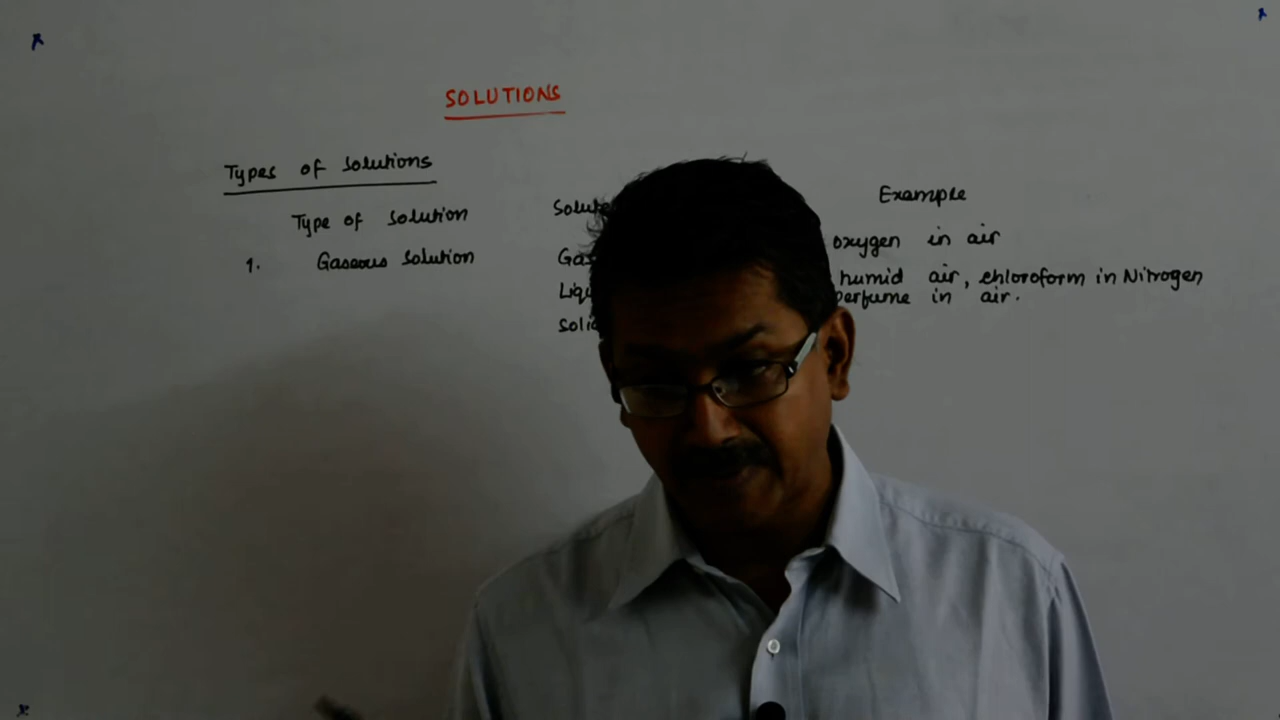 SOLUTIONS
Types of solutions
Type of solution Example
1. Gaseous solution oxygen in air
humid air, chloroform in Nitrogen
perfume in air.